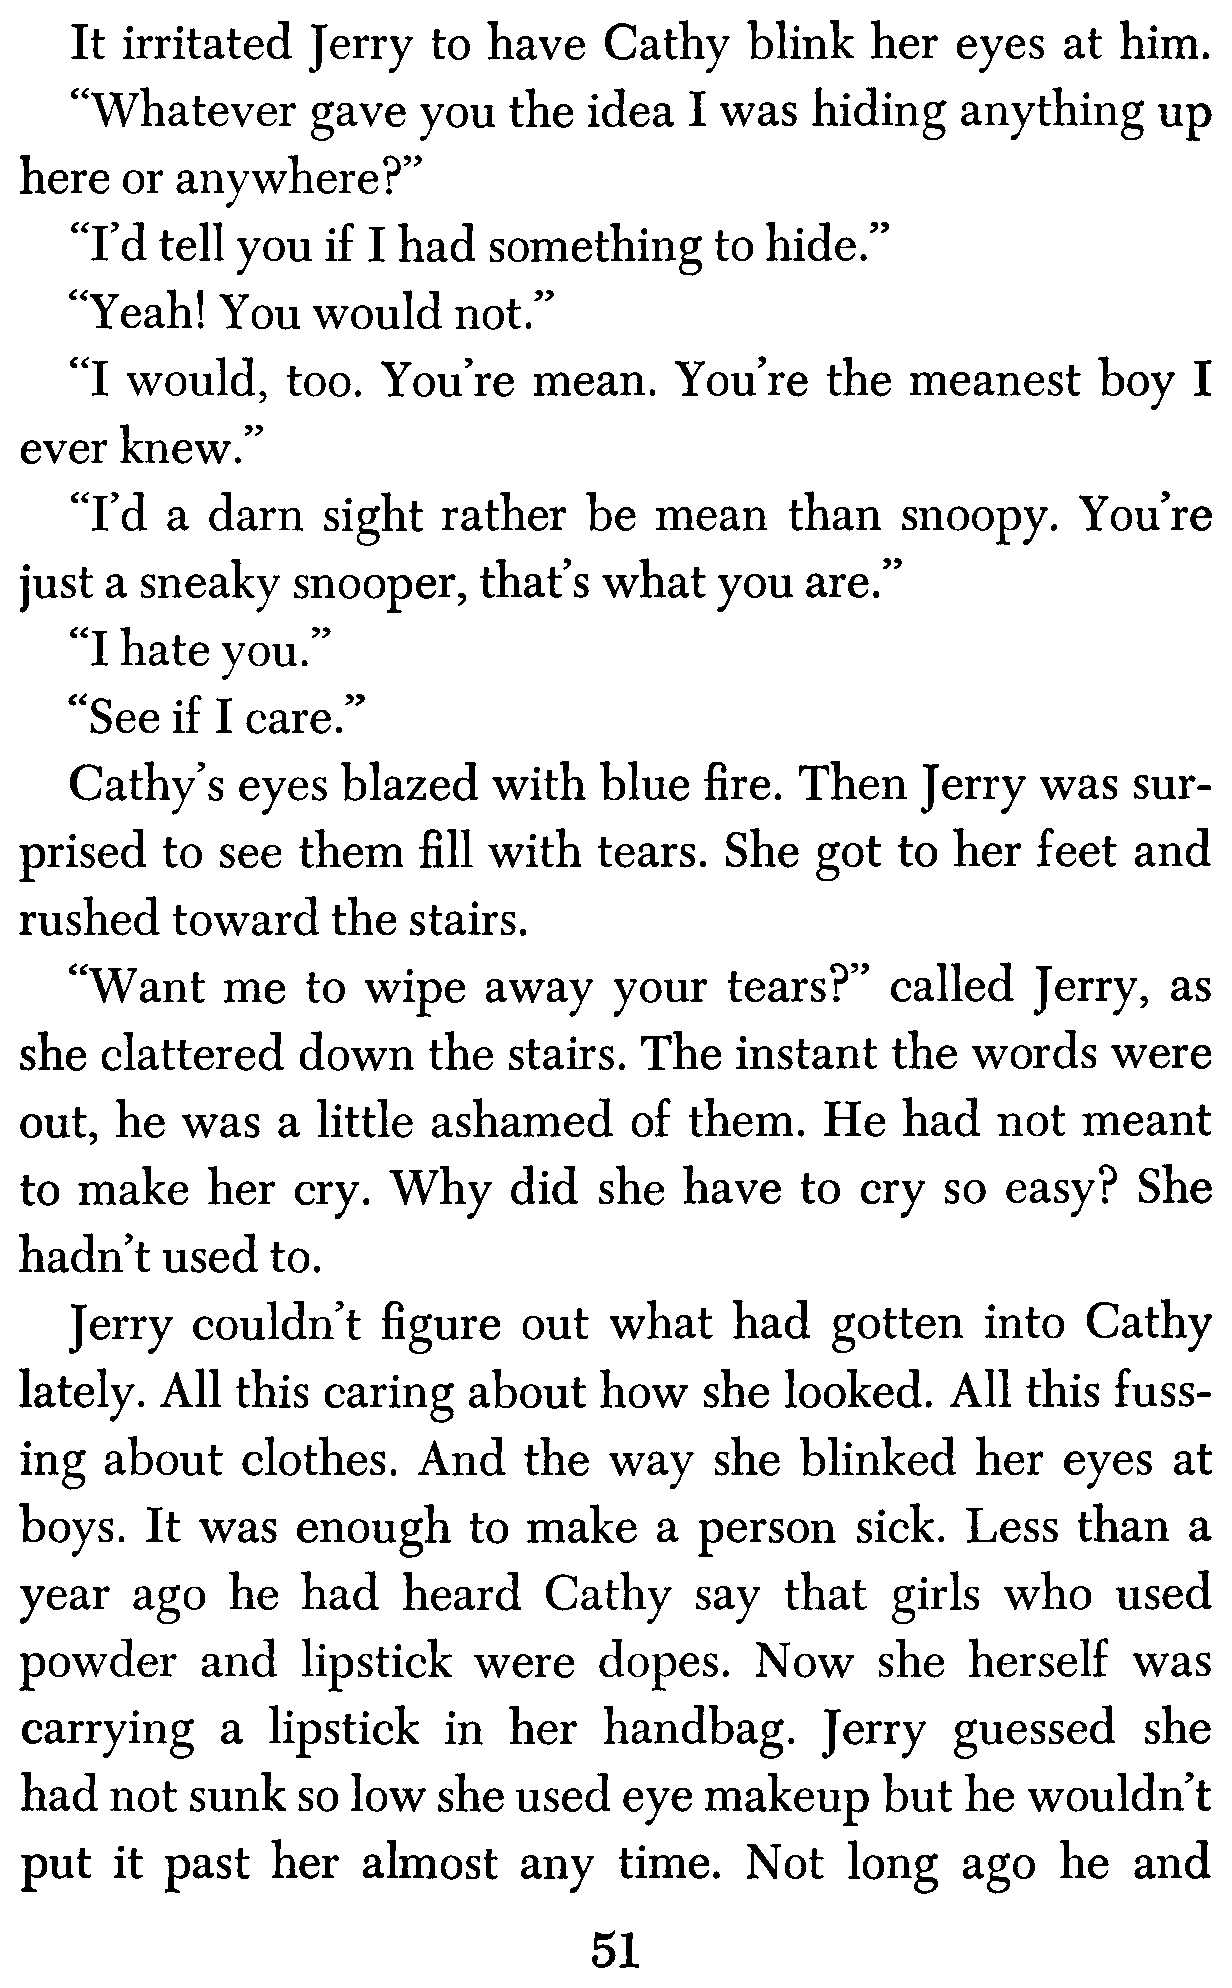 It irritated Jerry to have Cathy blink her eyes at him.
“Whatever gave you the idea I was hiding anything up
here or anywhere?”
“I’d tell you if I had something to hide.”
“Yeah! You would not.”
“I would, too. You’re mean. You’re the meanest boy I
ever knew.”
“I’d a darn sight rather be mean than snoopy. You’re
just a sneaky snooper, that’s what you are.”
“I hate you.”
“See if I care.”
Cathy’s eyes blazed with blue fire. Then Jerry was sur-
prised to see them fill with tears. She got to her feet and
rushed toward the stairs.
“Want me to wipe away your tears?” called Jerry, as
she clattered down the stairs. The instant the words were
out, he was a little ashamed of them. He had not meant
to make her cry. Why did she have to cry so easy? She
hadn’t used to.
Jerry couldn’t figure out what had gotten into Cathy
lately. All this caring about how she looked. All this fuss-
ing about clothes. And the way she blinked her eyes at
boys. It was enough to make a person sick. Less than a
year ago he had heard Cathy say that girls who used
powder and lipstick were dopes. Now she herself was
carrying a lipstick in her handbag. Jerry guessed she
had not sunk so low she used eye makeup but he wouldn’t
put it past her almost any time. Not long ago he and
51